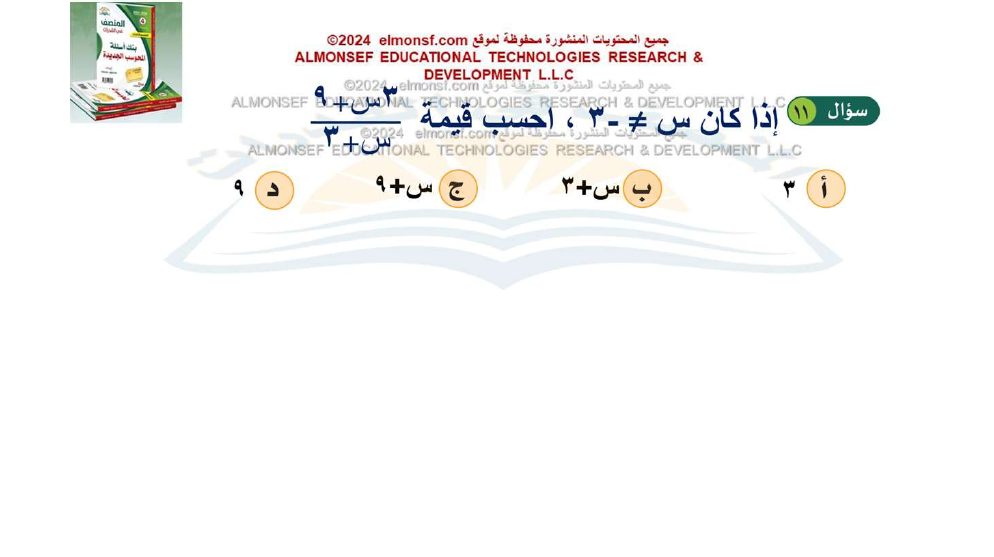 المنصف
في القدرات
بنك أسئلة
المحوسب الجديدة
4
جميع المحتويات المنشورة محفوظة لموقع elmonsf.com 2024©
ALMONSEF EDUCATIONAL TECHNOLOGIES RESEARCH &
DEVELOPMENT L.L.C
جميع المحتويات المنشورة محفوظة لموقع elmonsf.com 2024©
ALMONSEF EDUCATIONAL TECHNOLOGIES RESEARCH & DEVELOPMENT L.L.C
سؤال ١١ إذا كان س ≠ -٣ ، احسب قيمة
٣س+٩
س+٣
جميع المحتويات المنشورة محفوظة لموقع elmonsf.com 2024©
ALMONSEF EDUCATIONAL TECHNOLOGIES RESEARCH & DEVELOPMENT L.L.C
أ ٣ ب س+٣ ج س+٩ د ٩